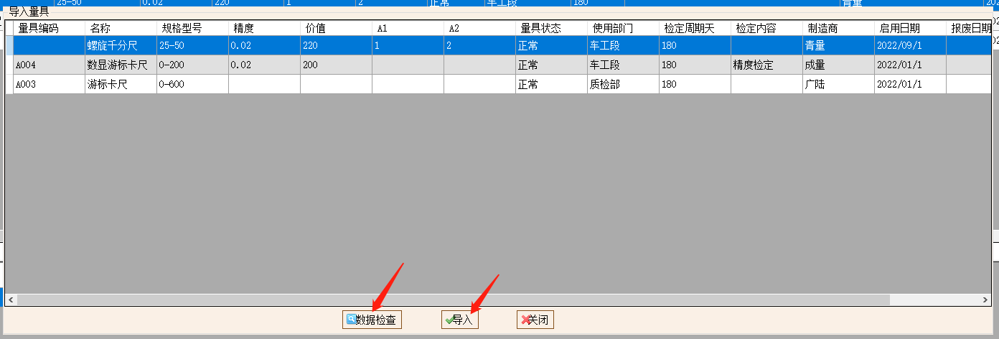 25-50 0.02 220 1 2 正常 车工段 180 青量 202
导入量具
量具编码 名称 规格型号 精度 价值 A1 A2 量具状态 使用部门 检定周期天 检定内容 制造商 启用日期 报废日期
螺旋千分尺 25-50 0.02 220 1 2 正常 车工段 180 青量 2022/09/1
A004 数显游标卡尺 0-200 0.02 200 正常 车工段 180 精度检定 成量 2022/01/1
A003 游标卡尺 0-600 正常 质检部 180 广陆 2022/01/1
数据检查 导入 关闭